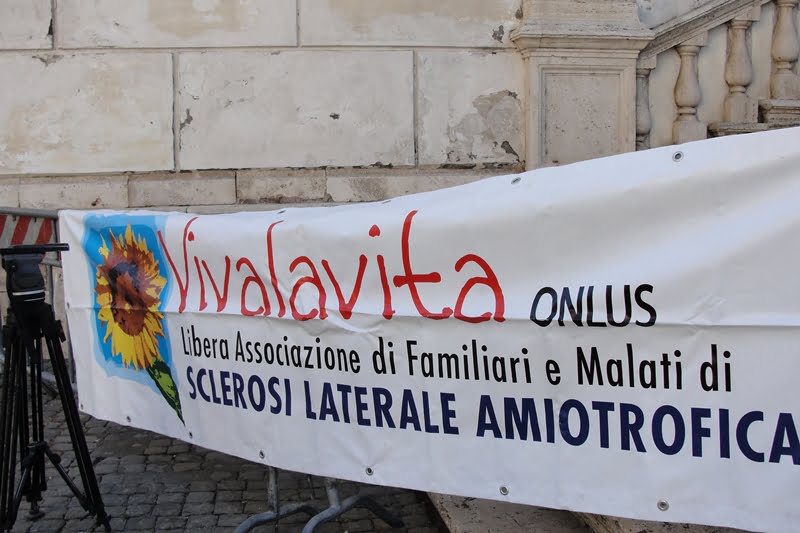 Vivalavita ONLUS
Libera Associazione di Familiari e Malati di
SCLEROSI LATERALE AMIOTROFICA